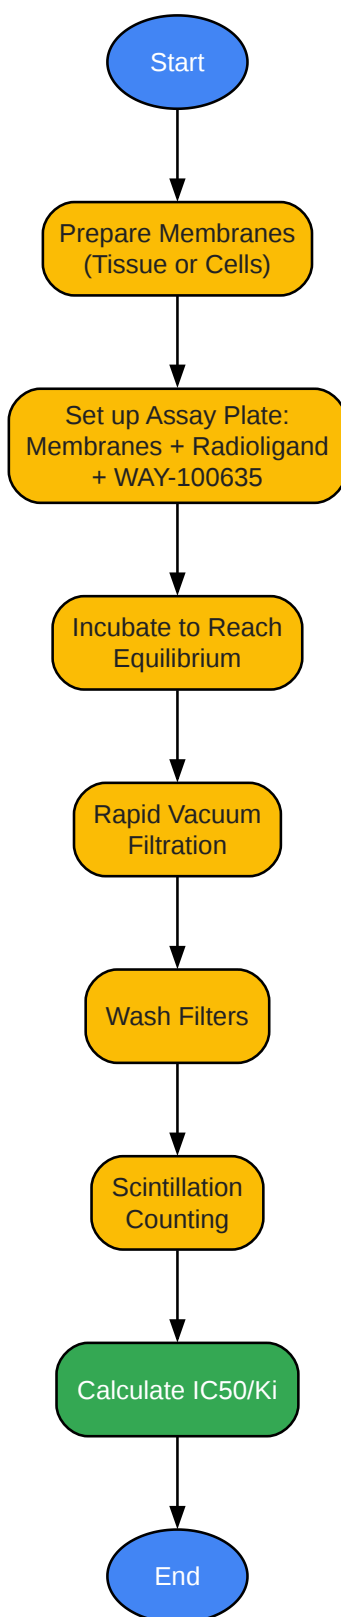 Start
Prepare Membranes
(Tissue or Cells)
Set up Assay Plate:
Membranes + Radioligand
+ WAY-100635
Incubate to Reach
Equilibrium
Rapid Vacuum
Filtration
Wash Filters
Scintillation
Counting
Calculate IC50/Ki
End